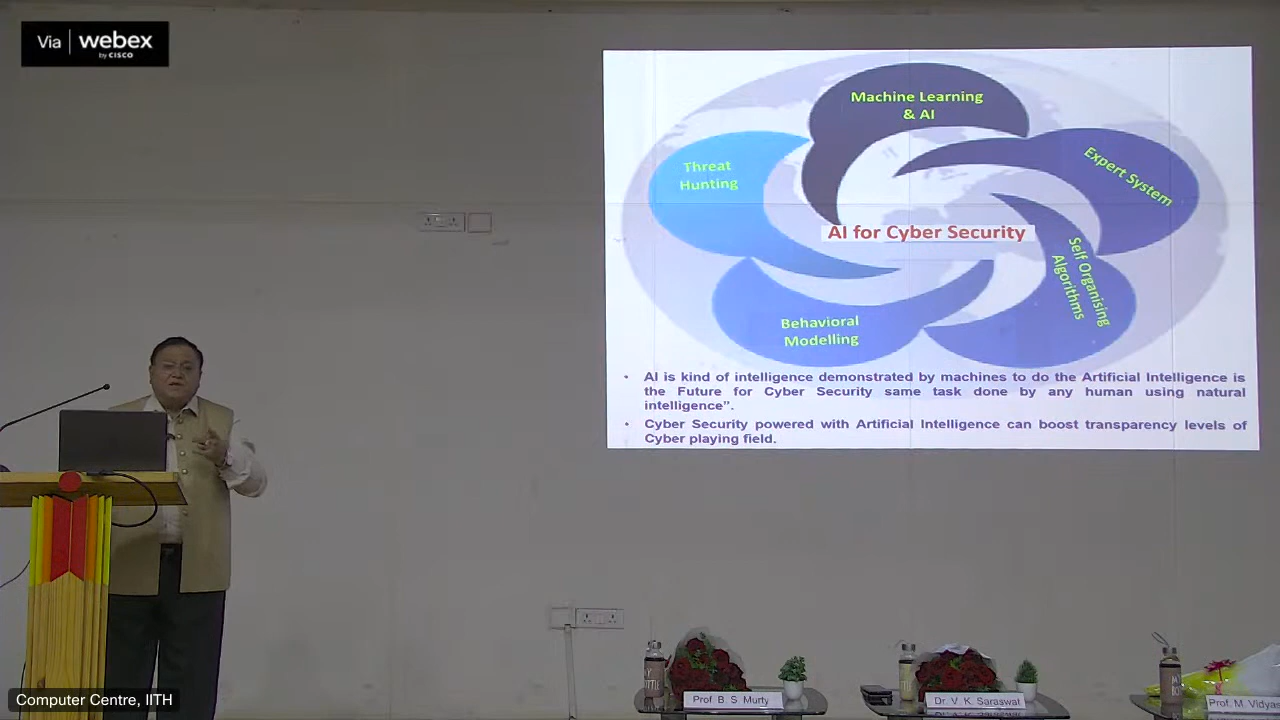 Via webex
by CISCO
Machine Learning
& AI
Threat
Hunting
Expert System
AI for Cyber Security
Self Organising
Algorithms
Behavioral
Modelling
• AI is kind of intelligence demonstrated by machines to do the Artificial Intelligence is
the Future for Cyber Security same task done by any human using natural
intelligence”.
• Cyber Security powered with Artificial Intelligence can boost transparency levels of
Cyber playing field.
Computer Centre, IITH
Prof. B. S. Murty
Dr. V. K. Saraswat
Prof. M. Vidyas